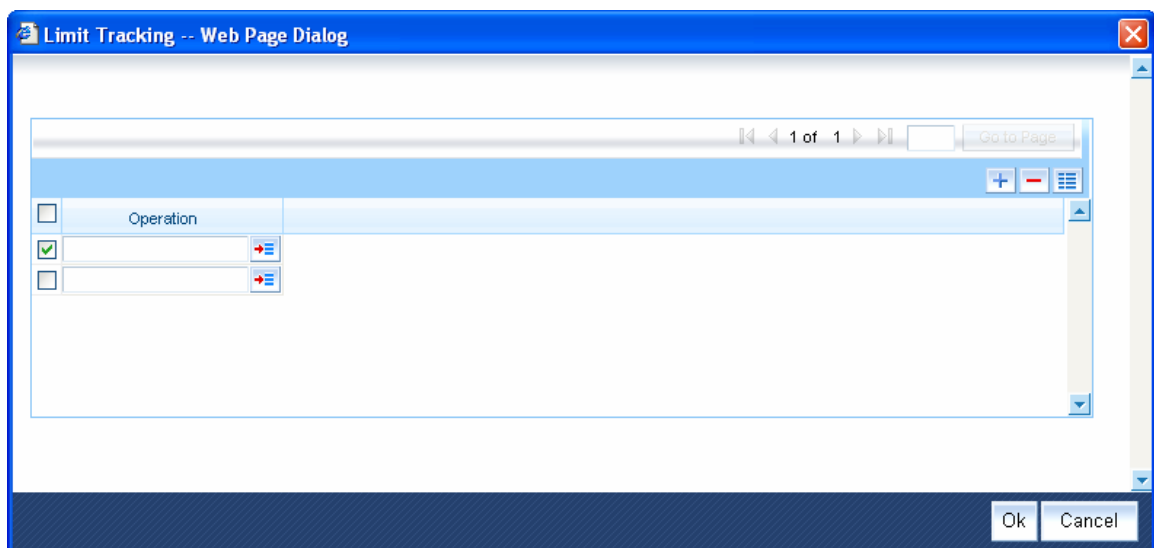 Limit Tracking -- Web Page Dialog
1 of 1 Go to Page
Operation
Ok Cancel